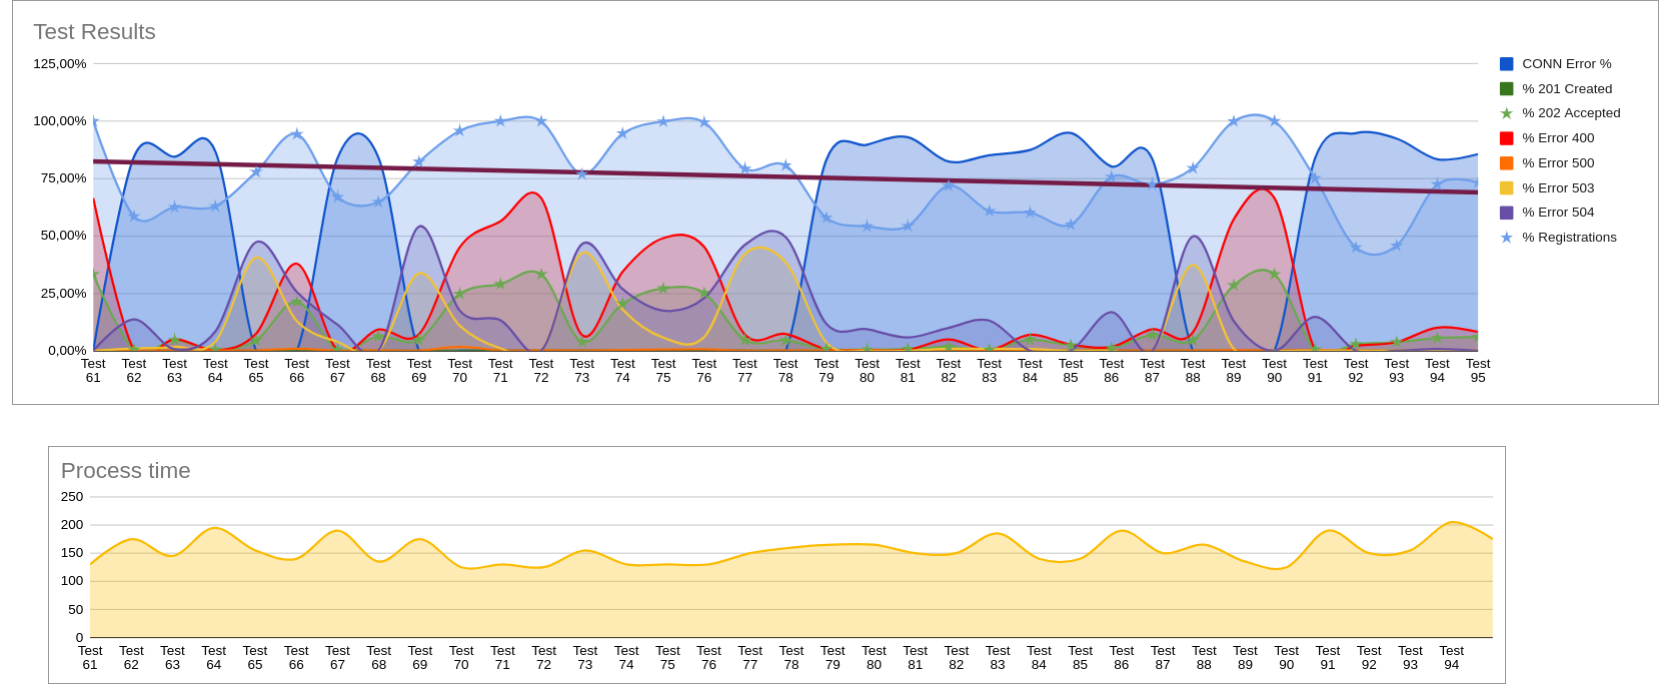 Test Results
125,00%
100,00%
75,00%
50,00%
25,00%
0,00%
Test Test Test Test Test Test Test Test Test Test Test Test Test Test Test Test Test Test Test Test Test Test Test Test Test Test Test Test Test Test Test Test Test Test Test
61 62 63 64 65 66 67 68 69 70 71 72 73 74 75 76 77 78 79 80 81 82 83 84 85 86 87 88 89 90 91 92 93 94 95
CONN Error %
% 201 Created
% 202 Accepted
% Error 400
% Error 500
% Error 503
% Error 504
% Registrations
Process time
250
200
150
100
50
0
Test Test Test Test Test Test Test Test Test Test Test Test Test Test Test Test Test Test Test Test Test Test Test Test Test Test Test Test Test Test Test Test Test Test
61 62 63 64 65 66 67 68 69 70 71 72 73 74 75 76 77 78 79 80 81 82 83 84 85 86 87 88 89 90 91 92 93 94